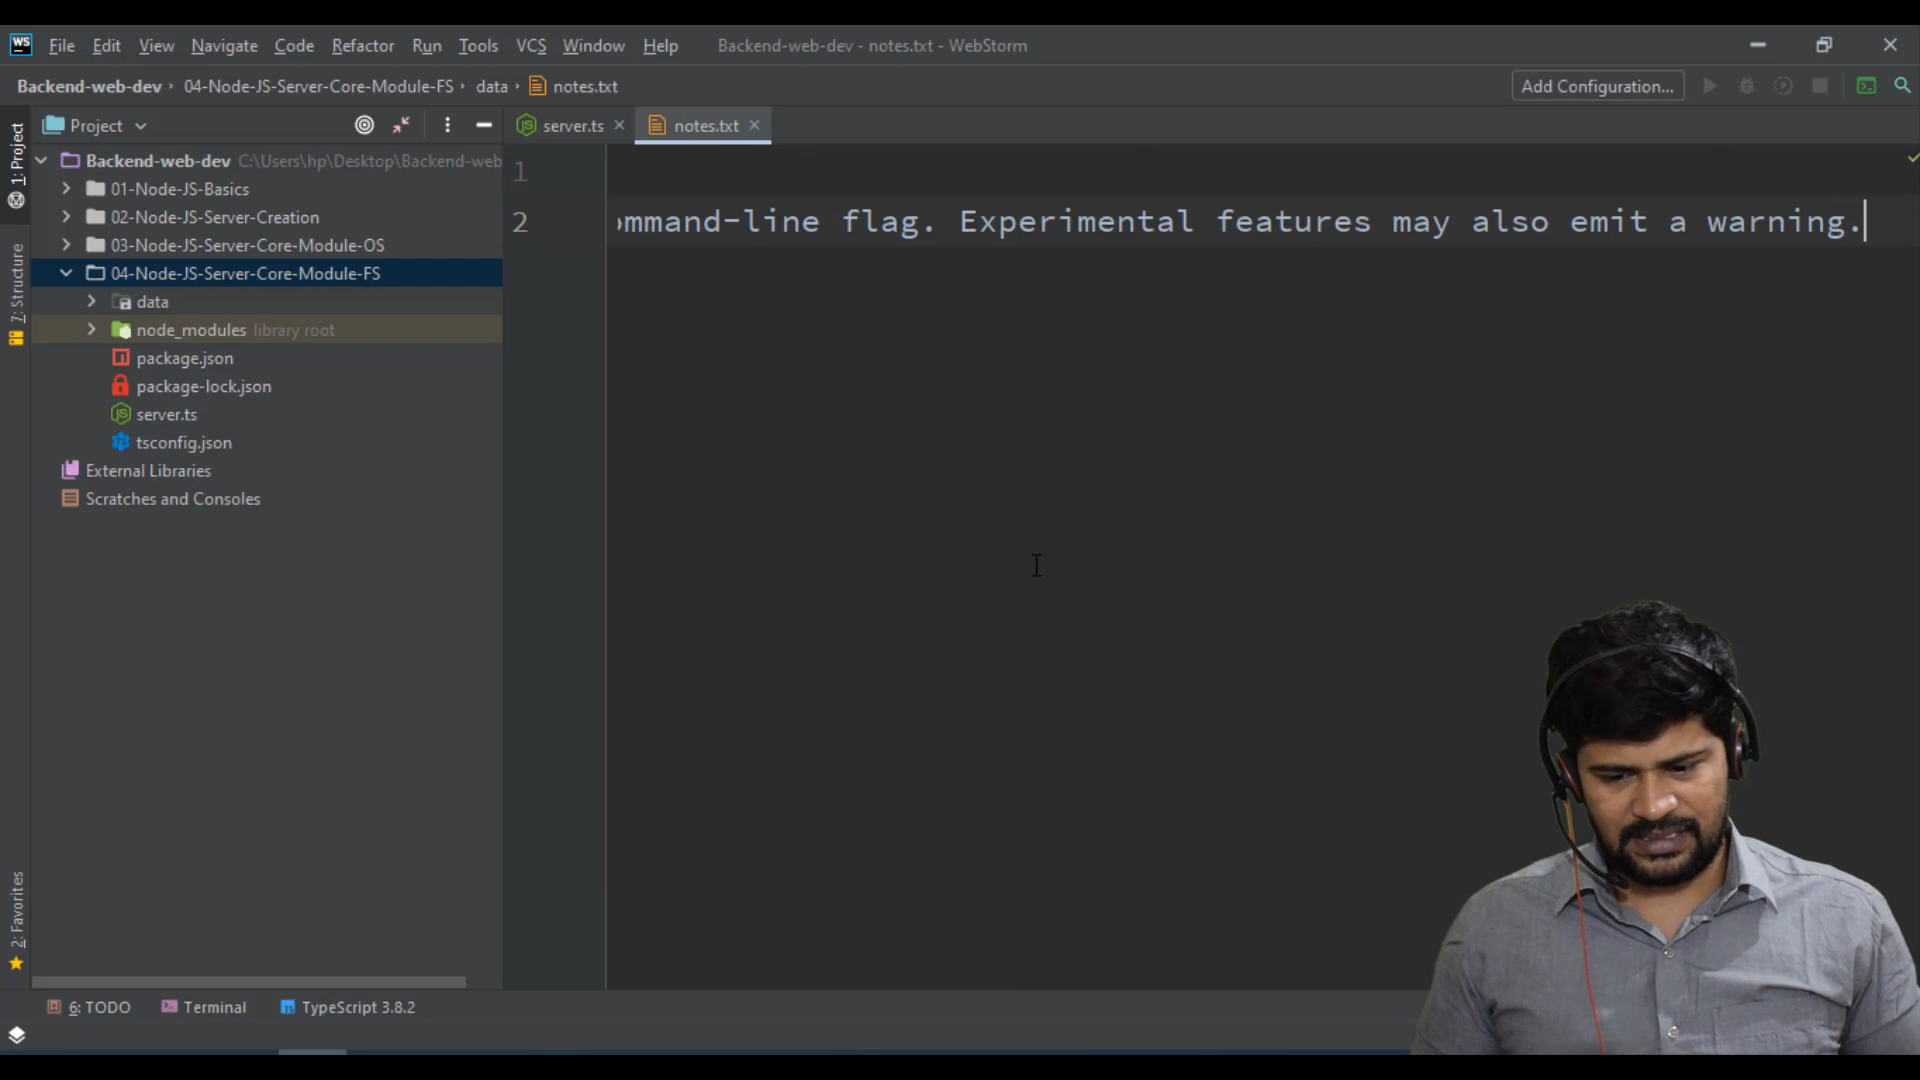 WS File Edit View Navigate Code Refactor Run Tools VCS Window Help Backend-web-dev - notes.txt - WebStorm
Backend-web-dev › 04-Node-JS-Server-Core-Module-FS › data › notes.txt Add Configuration...
Project server.ts notes.txt
1: Project
7: Structure
2: Favorites
Backend-web-dev C:\Users\hp\Desktop\Backend-web
01-Node-JS-Basics
02-Node-JS-Server-Creation
03-Node-JS-Server-Core-Module-OS
04-Node-JS-Server-Core-Module-FS
data
node_modules library root
package.json
package-lock.json
server.ts
tsconfig.json
External Libraries
Scratches and Consoles
1
2 ommand-line flag. Experimental features may also emit a warning.
6: TODO Terminal TypeScript 3.8.2